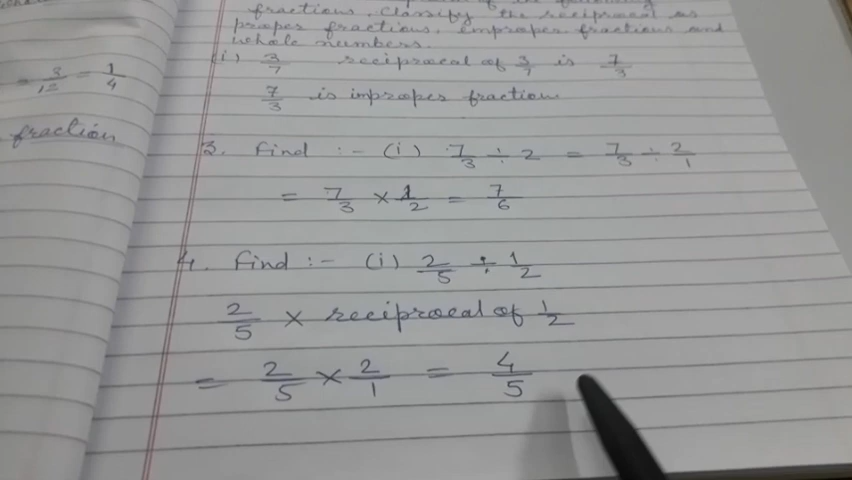 = 3/12 = 1/4
fraction
of the following
fractions. Classify the reciprocal as
proper fractions, improper fractions and
whole numbers.
(i) 3/7 reciprocal of 3/7 is 7/3
7/3 is improper fraction.
3. Find :- (i) 7/3 ÷ 2 = 7/3 ÷ 2/1
= 7/3 × 1/2 = 7/6
4. Find :- (i) 2/5 ÷ 1/2
2/5 × reciprocal of 1/2
= 2/5 × 2/1 = 4/5